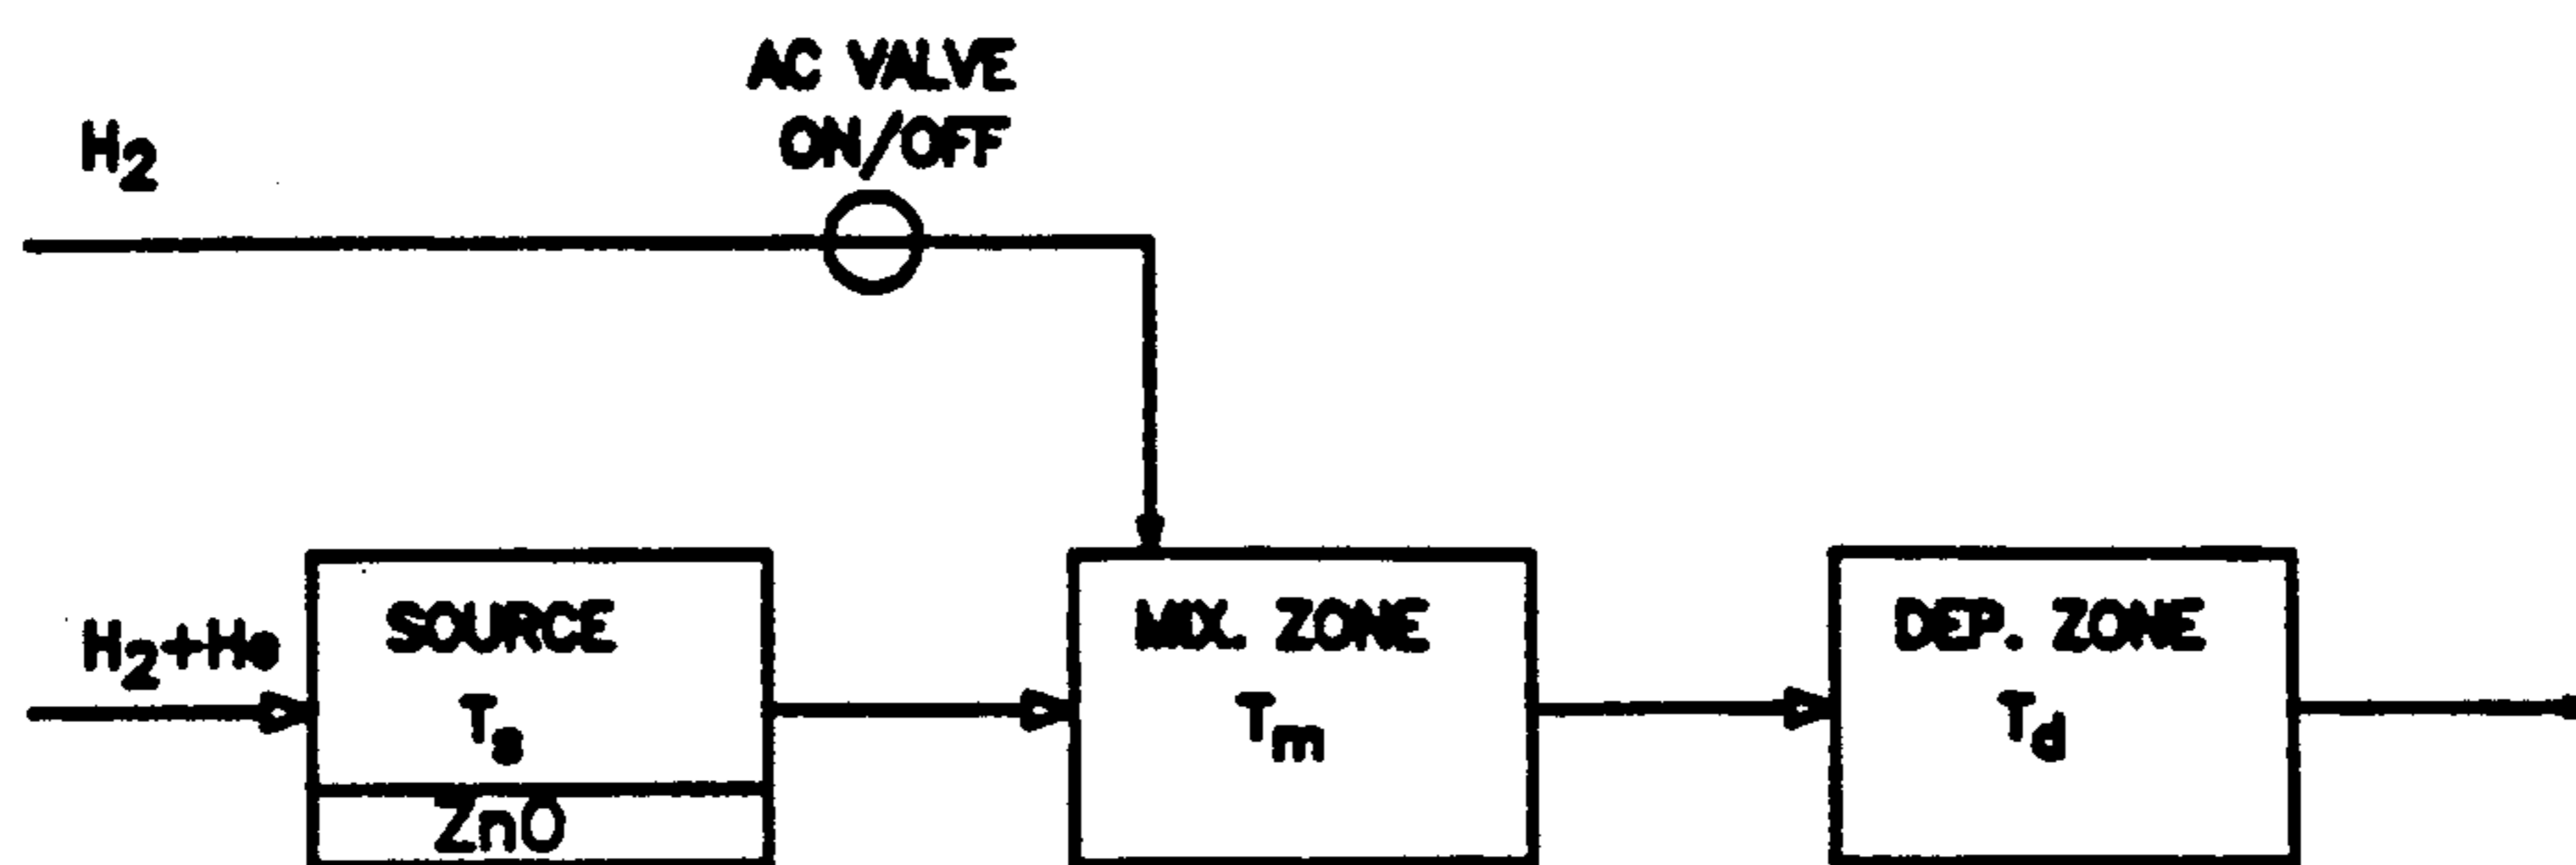 AC VALVE
ON/OFF
H2
H2+He
SOURCE
Ts
ZnO
MIX. ZONE
Tm
DEP. ZONE
Td